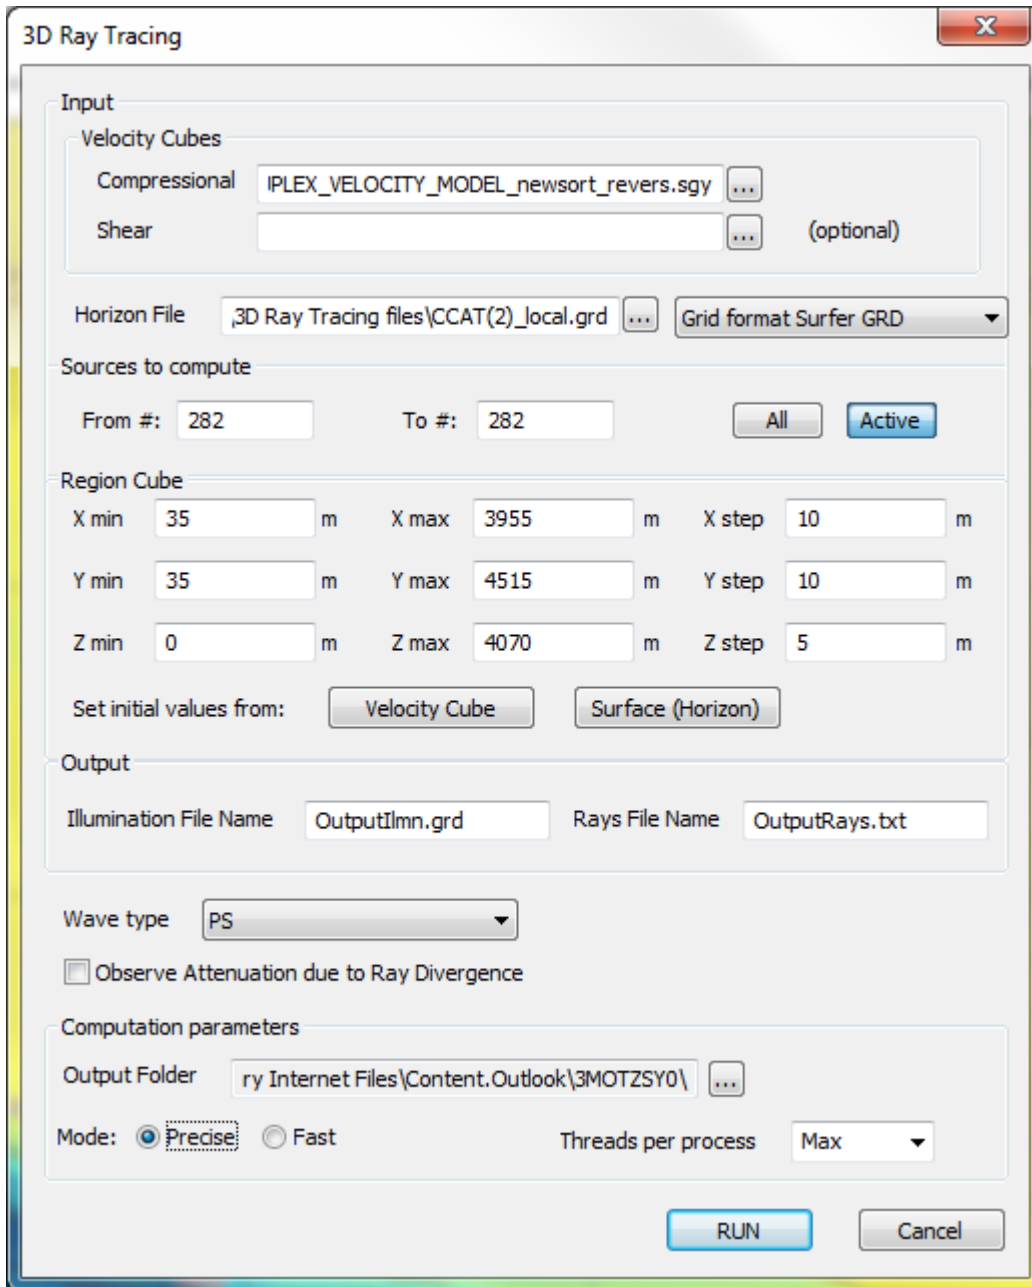 3D Ray Tracing
Input
Velocity Cubes
Compressional IPLEX_VELOCITY_MODEL_newsort_revers.sgy ...
Shear ... (optional)
Horizon File ,3D Ray Tracing files\CCAT(2)_local.grd ... Grid format Surfer GRD
Sources to compute
From #: 282 To #: 282 All Active
Region Cube
X min 35 m X max 3955 m X step 10 m
Y min 35 m Y max 4515 m Y step 10 m
Z min 0 m Z max 4070 m Z step 5 m
Set initial values from: Velocity Cube Surface (Horizon)
Output
Illumination File Name OutputIlmn.grd Rays File Name OutputRays.txt
Wave type PS
Observe Attenuation due to Ray Divergence
Computation parameters
Output Folder ry Internet Files\Content.Outlook\3MOTZSY0\ ...
Mode: Precise Fast Threads per process Max
RUN Cancel